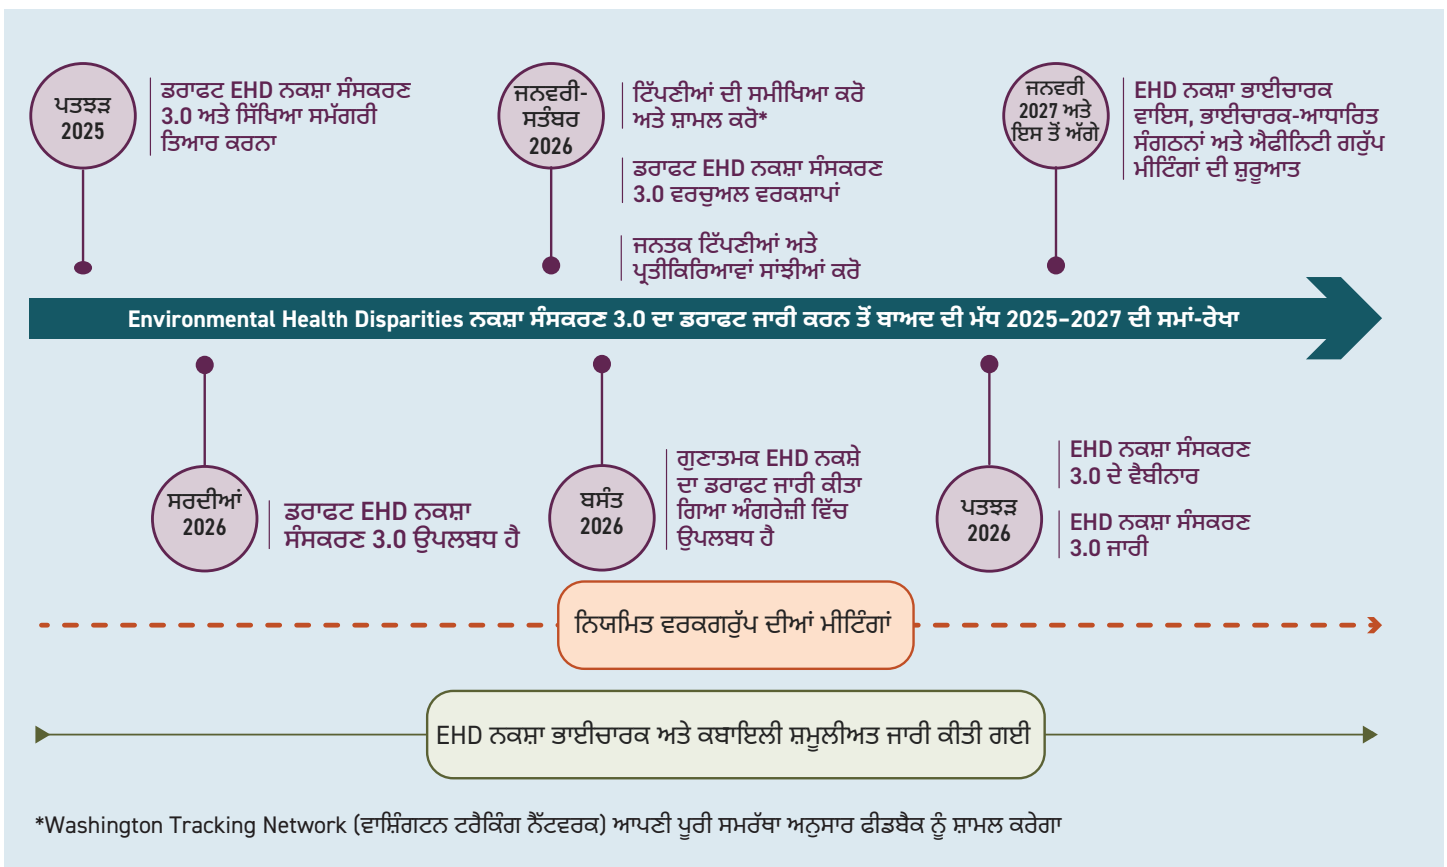 ਪਤਝੜ
2025
ਡਰਾਫਟ EHD ਨਕਸ਼ਾ ਸੰਸਕਰਣ
3.0 ਅਤੇ ਸਿੱਖਿਆ ਸਮੱਗਰੀ
ਤਿਆਰ ਕਰਨਾ
ਜਨਵਰੀ-
ਸਤੰਬਰ
2026
ਟਿੱਪਣੀਆਂ ਦੀ ਸਮੀਖਿਆ ਕਰੋ
ਅਤੇ ਸ਼ਾਮਲ ਕਰੋ*
ਡਰਾਫਟ EHD ਨਕਸ਼ਾ ਸੰਸਕਰਣ
3.0 ਵਰਚੁਅਲ ਵਰਕਸ਼ਾਪਾਂ
ਜਨਤਕ ਟਿੱਪਣੀਆਂ ਅਤੇ
ਪ੍ਰਤੀਕਿਰਿਆਵਾਂ ਸਾਂਝੀਆਂ ਕਰੋ
ਜਨਵਰੀ
2027 ਅਤੇ
ਇਸ ਤੋਂ ਅੱਗੇ
EHD ਨਕਸ਼ਾ ਭਾਈਚਾਰਕ
ਵਾਇਸ, ਭਾਈਚਾਰਕ-ਆਧਾਰਿਤ
ਸੰਗਠਨਾਂ ਅਤੇ ਐਫੀਨਿਟੀ ਗਰੁੱਪ
ਮੀਟਿੰਗਾਂ ਦੀ ਸ਼ੁਰੂਆਤ
Environmental Health Disparities ਨਕਸ਼ਾ ਸੰਸਕਰਣ 3.0 ਦਾ ਡਰਾਫਟ ਜਾਰੀ ਕਰਨ ਤੋਂ ਬਾਅਦ ਦੀ ਮੱਧ 2025–2027 ਦੀ ਸਮਾਂ-ਰੇਖਾ
ਸਰਦੀਆਂ
2026
ਡਰਾਫਟ EHD ਨਕਸ਼ਾ
ਸੰਸਕਰਣ 3.0 ਉਪਲਬਧ ਹੈ
ਬਸੰਤ
2026
ਗੁਣਾਤਮਕ EHD ਨਕਸ਼ੇ
ਦਾ ਡਰਾਫਟ ਜਾਰੀ ਕੀਤਾ
ਗਿਆ ਅੰਗਰੇਜ਼ੀ ਵਿੱਚ
ਉਪਲਬਧ ਹੈ
ਪਤਝੜ
2026
EHD ਨਕਸ਼ਾ ਸੰਸਕਰਣ
3.0 ਦੇ ਵੈਬੀਨਾਰ
EHD ਨਕਸ਼ਾ ਸੰਸਕਰਣ
3.0 ਜਾਰੀ
ਨਿਯਮਿਤ ਵਰਕਗਰੁੱਪ ਦੀਆਂ ਮੀਟਿੰਗਾਂ
EHD ਨਕਸ਼ਾ ਭਾਈਚਾਰਕ ਅਤੇ ਕਬਾਇਲੀ ਸ਼ਮੂਲੀਅਤ ਜਾਰੀ ਕੀਤੀ ਗਈ
*Washington Tracking Network (ਵਾਸ਼ਿੰਗਟਨ ਟਰੈਕਿੰਗ ਨੈੱਟਵਰਕ) ਆਪਣੀ ਪੂਰੀ ਸਮਰੱਥਾ ਅਨੁਸਾਰ ਫੀਡਬੈਕ ਨੂੰ ਸ਼ਾਮਲ ਕਰੇਗਾ